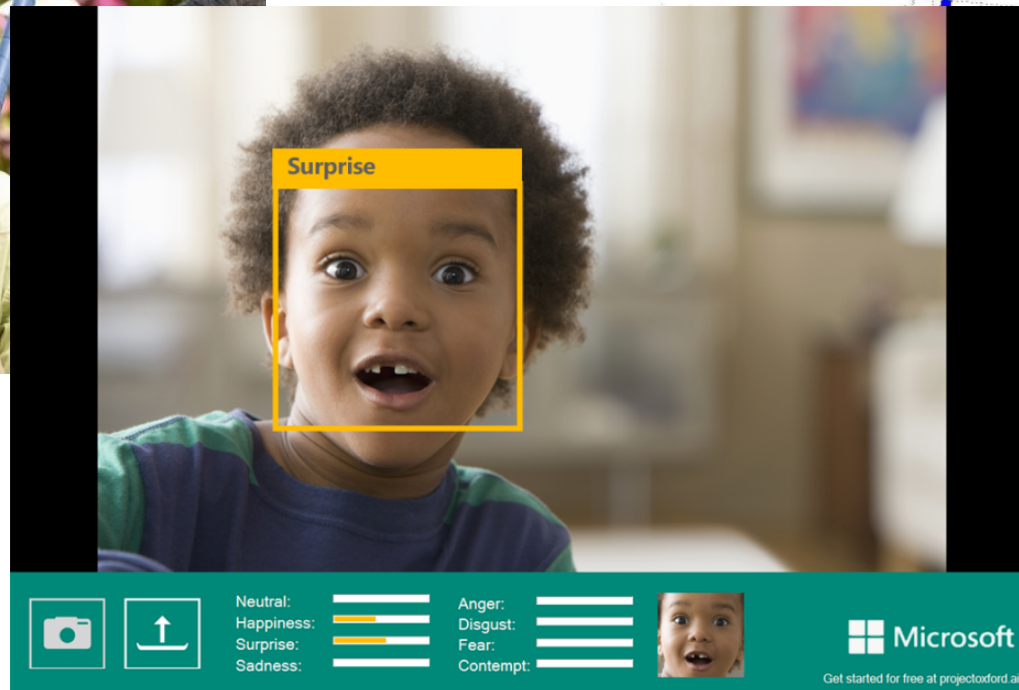 Surprise
Neutral:
Happiness:
Surprise:
Sadness:
Anger:
Disgust:
Fear:
Contempt:
Microsoft
Get started for free at projectoxford.ai